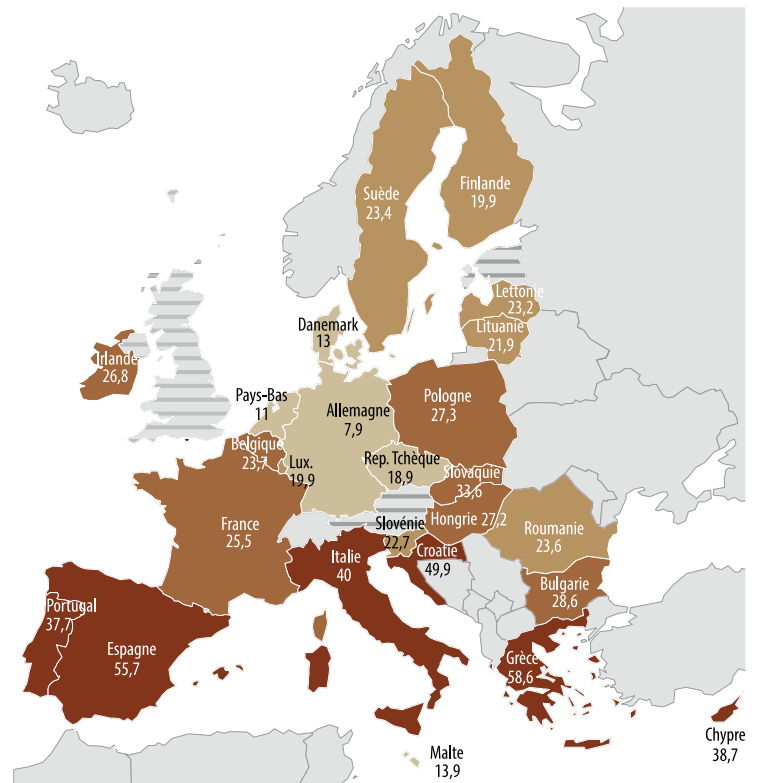 Suède
23,4
Finlande
19,9
Lettonie
23,2
Lituanie
21,9
Danemark
13
Irlande
26,8
Pays-Bas
11
Allemagne
7,9
Pologne
27,3
Belgique
23,7
Lux.
19,9
Rep. Tchèque
18,9
Slovaquie
33,6
France
25,5
Slovénie
22,7
Hongrie 27,2
Roumanie
23,6
Italie
40
Croatie
49,9
Bulgarie
28,6
Portugal
37,7
Espagne
55,7
Grèce
58,6
Chypre
38,7
Malte
13,9